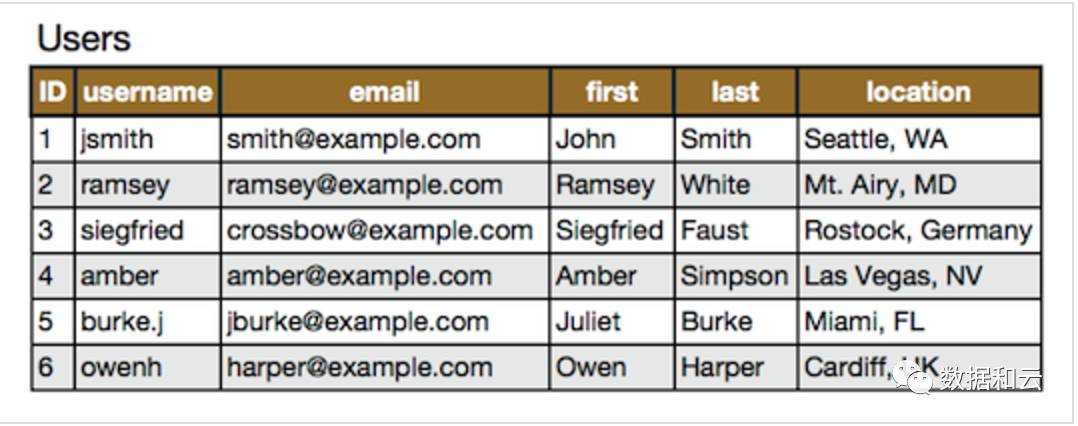 Users
ID username email first last location
1 jsmith smith@example.com John Smith Seattle, WA
2 ramsey ramsey@example.com Ramsey White Mt. Airy, MD
3 siegfried crossbow@example.com Siegfried Faust Rostock, Germany
4 amber amber@example.com Amber Simpson Las Vegas, NV
5 burke.j jburke@example.com Juliet Burke Miami, FL
6 owenh harper@example.com Owen Harper Cardiff, UK
数据和云